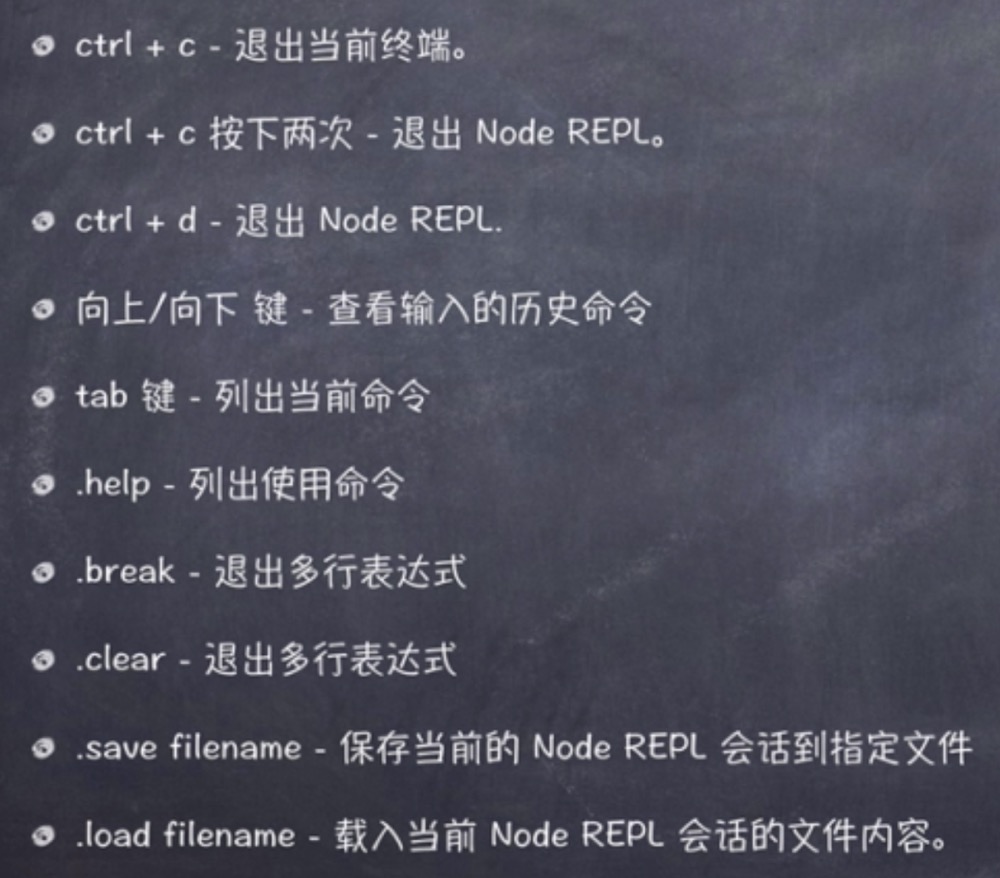 ctrl + c - 退出当前终端。
ctrl + c 按下两次 - 退出 Node REPL。
ctrl + d - 退出 Node REPL.
向上/向下 键 - 查看输入的历史命令
tab 键 - 列出当前命令
.help - 列出使用命令
.break - 退出多行表达式
.clear - 退出多行表达式
.save filename - 保存当前的 Node REPL 会话到指定文件
.load filename - 载入当前 Node REPL 会话的文件内容。